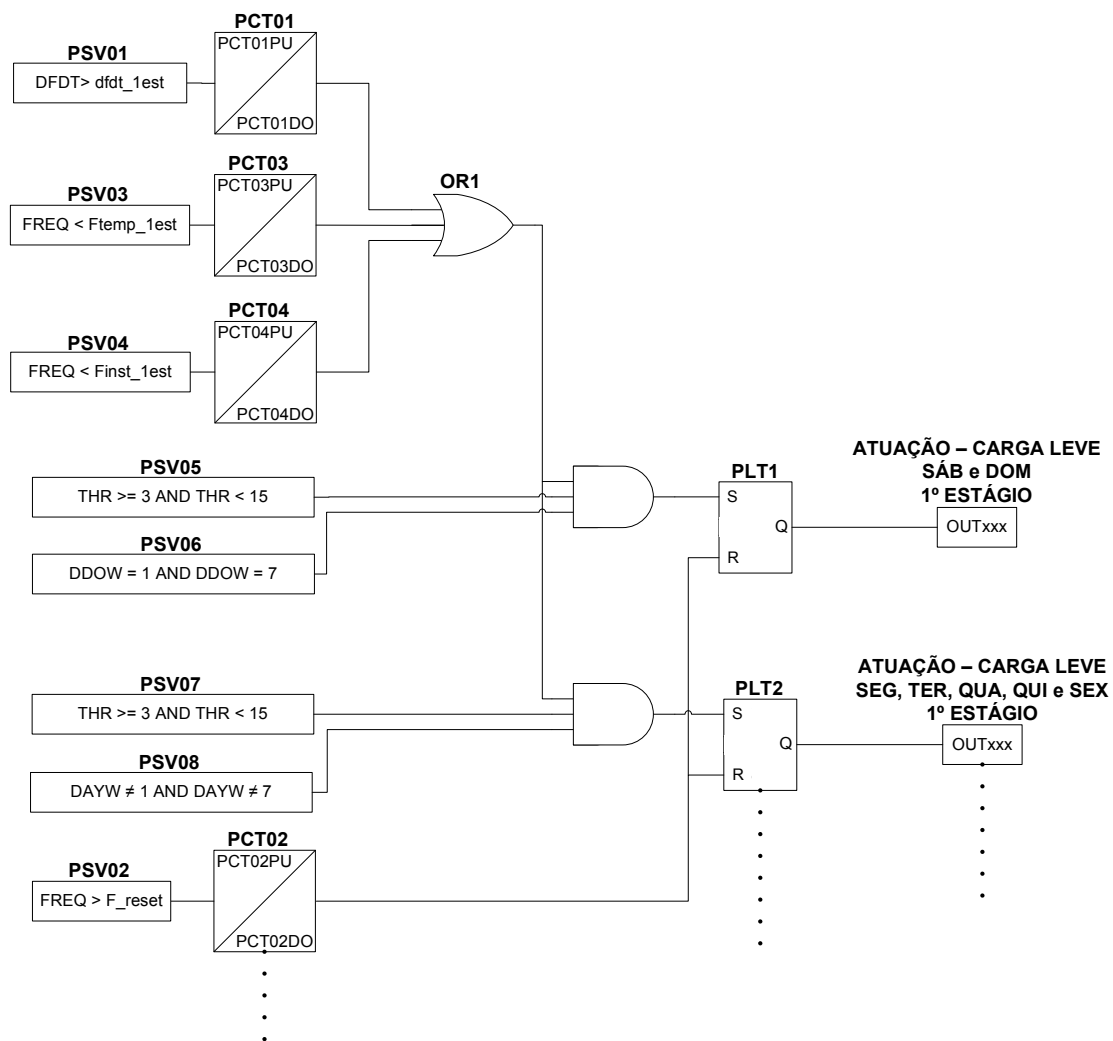 PCT01
PCT01PU
PSV01
DFDT> dfdt_1est
PCT01DO
PCT03
PCT03PU
PSV03
FREQ < Ftemp_1est
PCT03DO
OR1
PCT04
PCT04PU
PSV04
FREQ < Finst_1est
PCT04DO
PSV05
THR >= 3 AND THR < 15
PSV06
DDOW = 1 AND DDOW = 7
PLT1
S
Q
R
ATUAÇÃO – CARGA LEVE
SÁB e DOM
1º ESTÁGIO
OUTxxx
PSV07
THR >= 3 AND THR < 15
PSV08
DAYW ≠ 1 AND DAYW ≠ 7
PLT2
S
Q
R
ATUAÇÃO – CARGA LEVE
SEG, TER, QUA, QUI e SEX
1º ESTÁGIO
OUTxxx
PCT02
PCT02PU
PSV02
FREQ > F_reset
PCT02DO